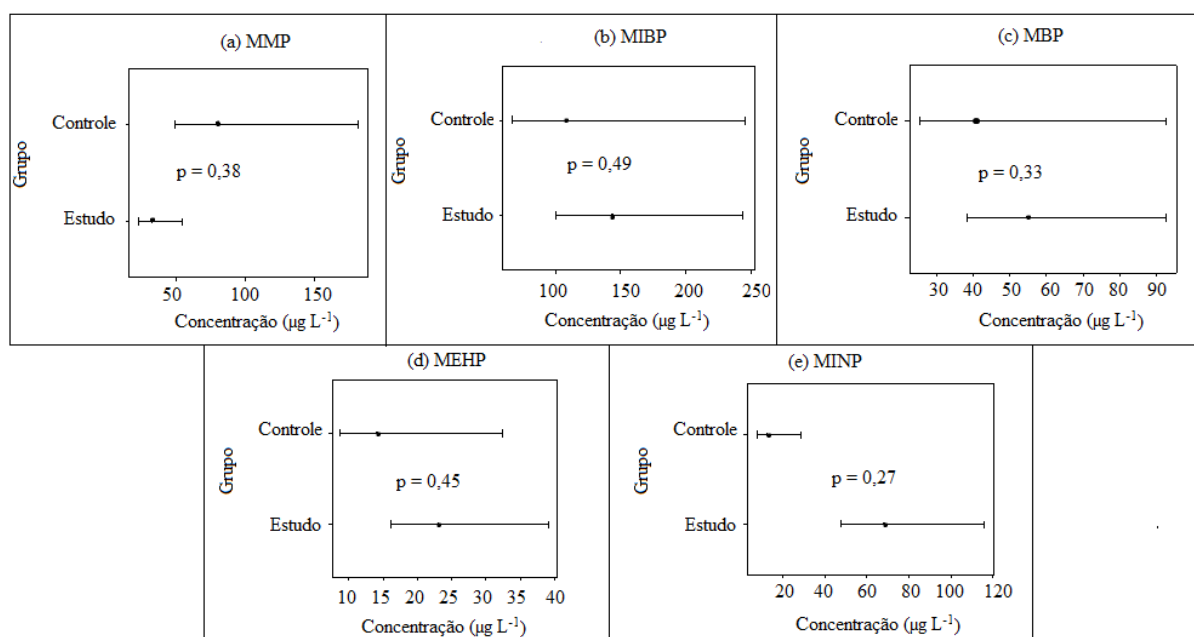 (a) MMP
Controle
Grupo
p = 0,38
Estudo
50 100 150
Concentração (µg L⁻¹)
(b) MIBP
Controle
Grupo
p = 0,49
Estudo
100 150 200 250
Concentração (µg L⁻¹)
(c) MBP
Controle
Grupo
p = 0,33
Estudo
30 40 50 60 70 80 90
Concentração (µg L⁻¹)
(d) MEHP
Controle
Grupo
p = 0,45
Estudo
10 15 20 25 30 35 40
Concentração (µg L⁻¹)
(e) MINP
Controle
Grupo
p = 0,27
Estudo
20 40 60 80 100 120
Concentração (µg L⁻¹)